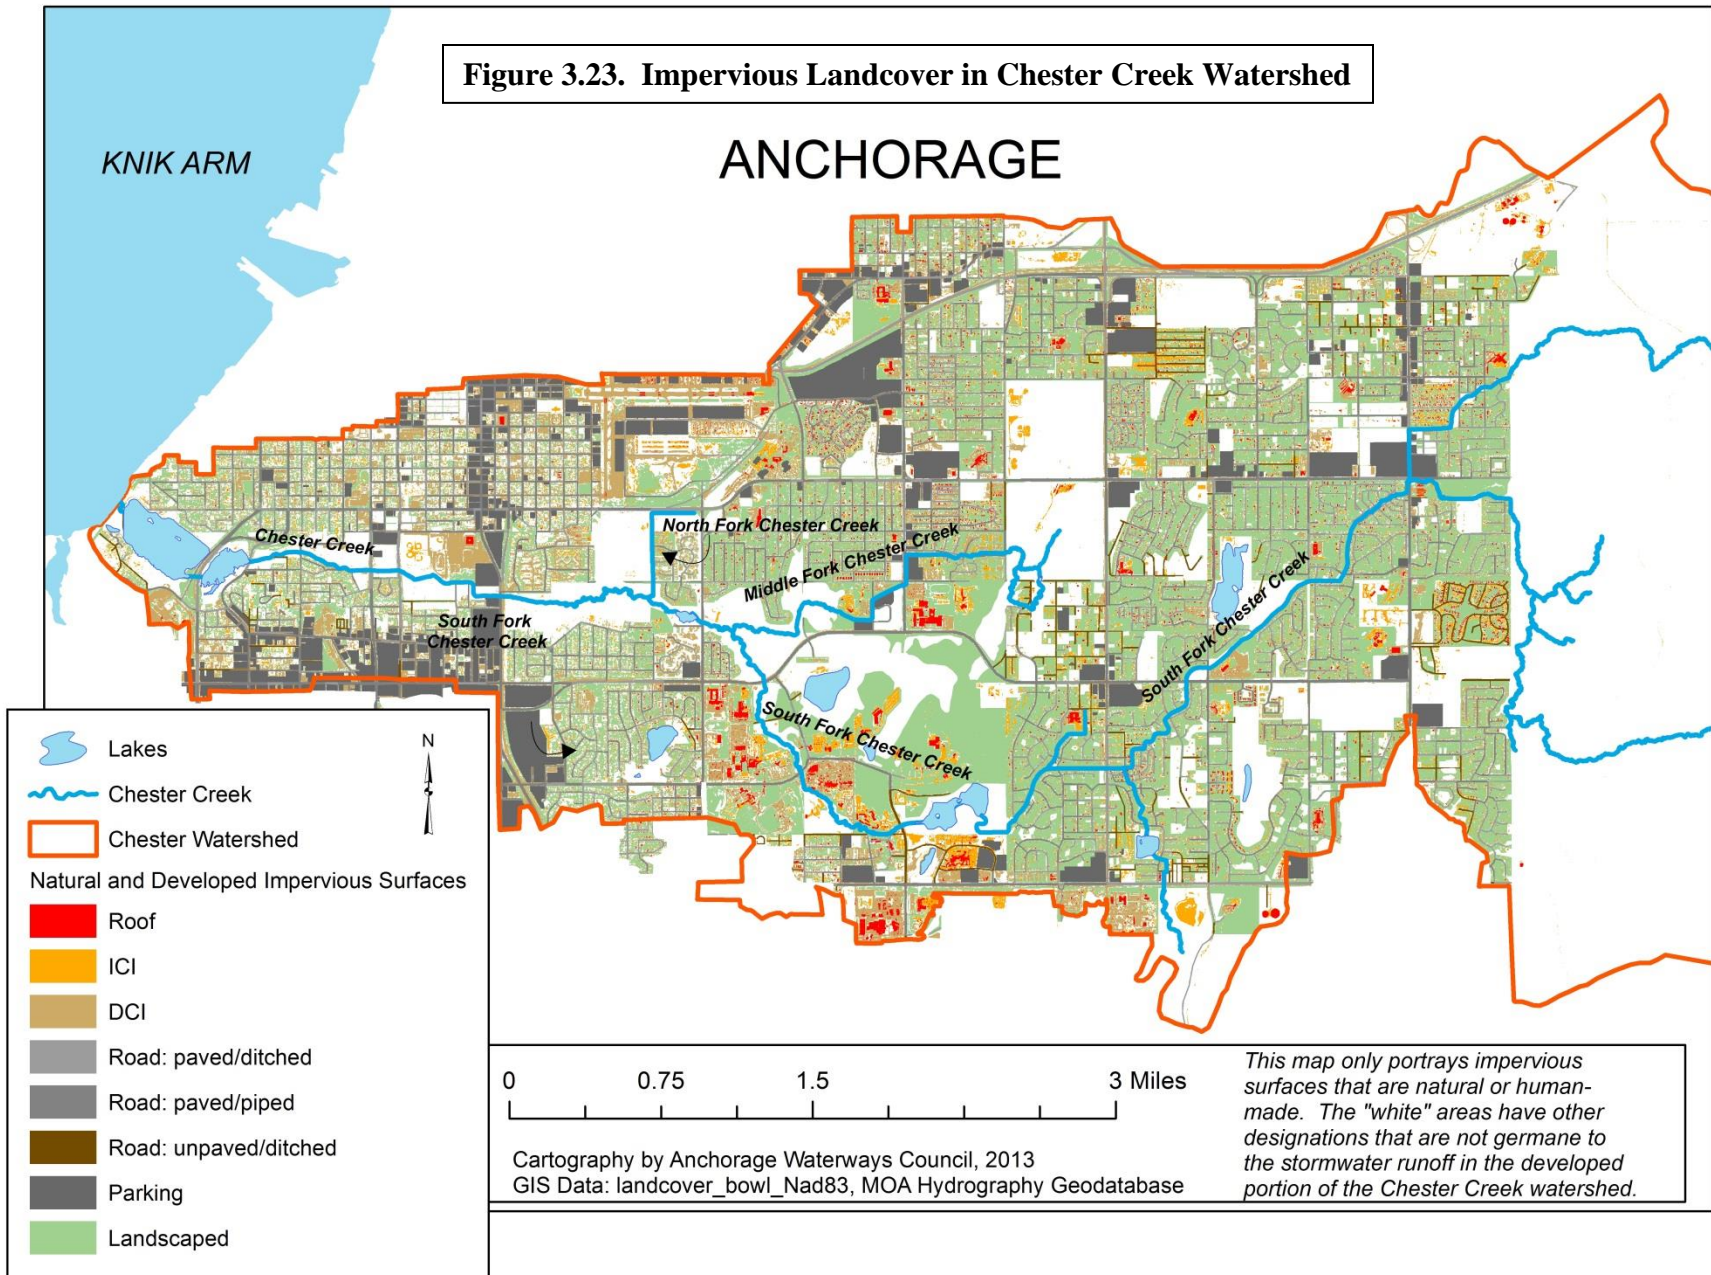 Figure 3.23.  Impervious Landcover in Chester Creek Watershed
KNIK ARM
ANCHORAGE
North Fork Chester Creek
Chester Creek
Middle Fork Chester Creek
South Fork
Chester Creek
South Fork Chester Creek
South Fork Chester Creek
Lakes
N
Chester Creek
Chester Watershed
Natural and Developed Impervious Surfaces
Roof
ICI
DCI
Road: paved/ditched
Road: paved/piped
Road: unpaved/ditched
Parking
Landscaped
0 0.75 1.5 3 Miles
Cartography by Anchorage Waterways Council, 2013
GIS Data: landcover_bowl_Nad83, MOA Hydrography Geodatabase
This map only portrays impervious
surfaces that are natural or human-
made.  The "white" areas have other
designations that are not germane to
the stormwater runoff in the developed
portion of the Chester Creek watershed.